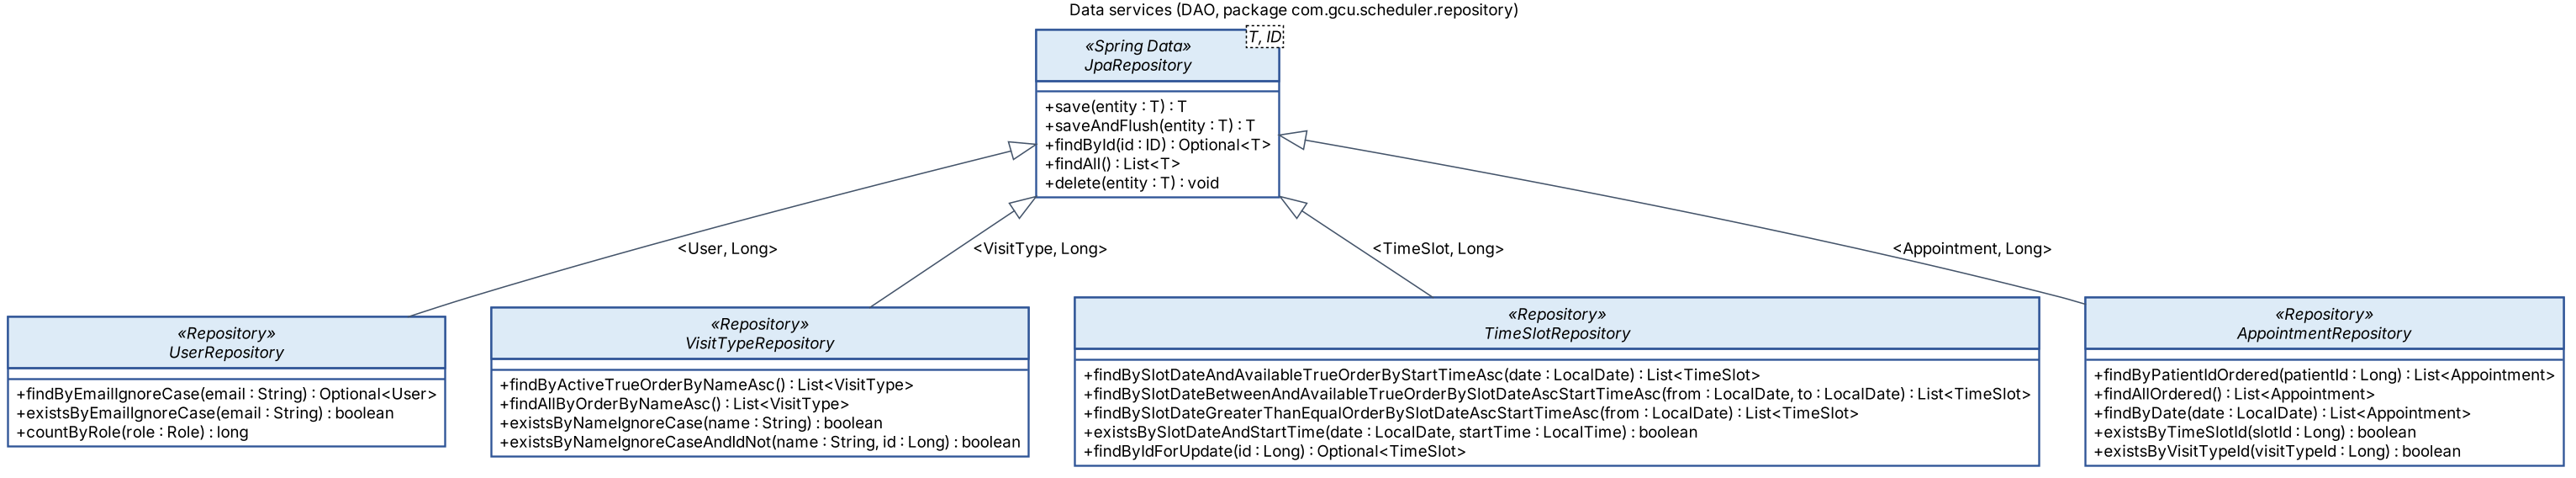 Data services (DAO, package com.gcu.scheduler.repository)
T, ID
«Spring Data»
JpaRepository
+save(entity : T) : T
+saveAndFlush(entity : T) : T
+findById(id : ID) : Optional<T>
+findAll() : List<T>
+delete(entity : T) : void
<User, Long>
<VisitType, Long>
<TimeSlot, Long>
<Appointment, Long>
«Repository»
UserRepository
+findByEmailIgnoreCase(email : String) : Optional<User>
+existsByEmailIgnoreCase(email : String) : boolean
+countByRole(role : Role) : long
«Repository»
VisitTypeRepository
+findByActiveTrueOrderByNameAsc() : List<VisitType>
+findAllByOrderByNameAsc() : List<VisitType>
+existsByNameIgnoreCase(name : String) : boolean
+existsByNameIgnoreCaseAndIdNot(name : String, id : Long) : boolean
«Repository»
TimeSlotRepository
+findBySlotDateAndAvailableTrueOrderByStartTimeAsc(date : LocalDate) : List<TimeSlot>
+findBySlotDateBetweenAndAvailableTrueOrderBySlotDateAscStartTimeAsc(from : LocalDate, to : LocalDate) : List<TimeSlot>
+findBySlotDateGreaterThanEqualOrderBySlotDateAscStartTimeAsc(from : LocalDate) : List<TimeSlot>
+existsBySlotDateAndStartTime(date : LocalDate, startTime : LocalTime) : boolean
+findByIdForUpdate(id : Long) : Optional<TimeSlot>
«Repository»
AppointmentRepository
+findByPatientIdOrdered(patientId : Long) : List<Appointment>
+findAllOrdered() : List<Appointment>
+findByDate(date : LocalDate) : List<Appointment>
+existsByTimeSlotId(slotId : Long) : boolean
+existsByVisitTypeId(visitTypeId : Long) : boolean